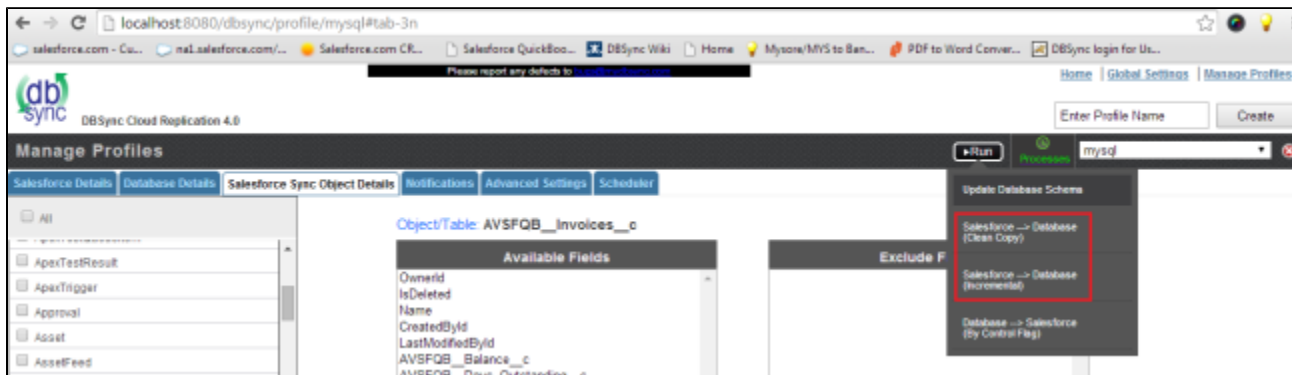 localhost:8080/dbsync/profile/mysql#tab-3n
salesforce.com - Cu... na1.salesforce.com/... Salesforce.com CR... Salesforce QuickBoo... DBSync Wiki Home Mysore/MYS to Ban... PDF to Word Conver... DBSync login for Us...
Please report any defects to
Home | Global Settings | Manage Profiles
db
sync DBSync Cloud Replication 4.0
Enter Profile Name Create
Manage Profiles
Run Processes mysql
Salesforce Details Database Details Salesforce Sync Object Details Notifications Advanced Settings Scheduler
Update Database Schema
Salesforce --> Database
(Clean Copy)
Salesforce --> Database
(Incremental)
Database --> Salesforce
(By Control Flag)
All
ApexTestResult
ApexTrigger
Approval
Asset
AssetFeed
Object/Table: AVSFQB__Invoices__c
Available Fields
OwnerId
IsDeleted
Name
CreatedById
LastModifiedById
AVSFQB__Balance__c
AVSFQB__Days_Outstanding__c
Exclude F